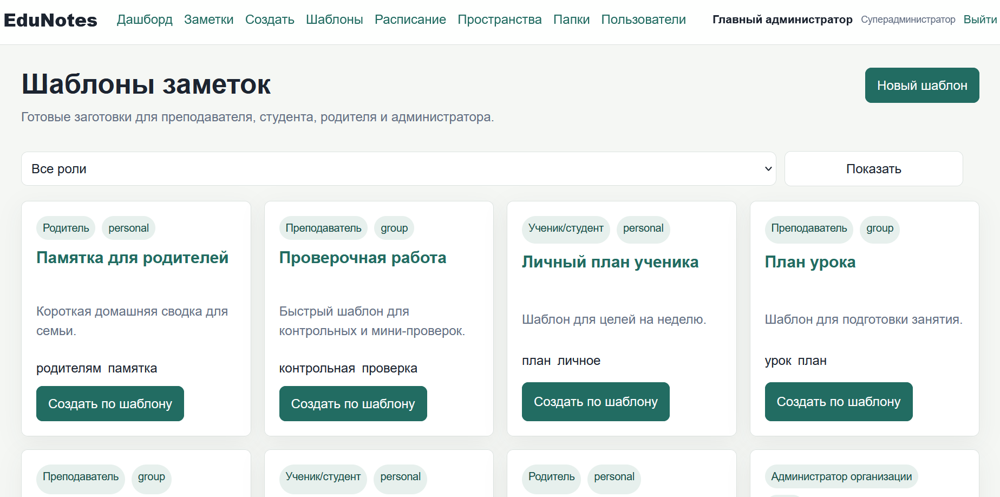 EduNotes Дашборд Заметки Создать Шаблоны Расписание Пространства Папки Пользователи Главный администратор Суперадминистратор Выйти
Шаблоны заметок
Новый шаблон
Готовые заготовки для преподавателя, студента, родителя и администратора.
Все роли
Показать
Родитель personal
Памятка для родителей
Короткая домашняя сводка для
семьи.
родителям памятка
Создать по шаблону
Преподаватель group
Проверочная работа
Быстрый шаблон для
контрольных и мини-проверок.
контрольная проверка
Создать по шаблону
Ученик/студент personal
Личный план ученика
Шаблон для целей на неделю.
план личное
Создать по шаблону
Преподаватель group
План урока
Шаблон для подготовки занятия.
урок план
Создать по шаблону
Преподаватель group
Ученик/студент personal
Родитель personal
Администратор организации